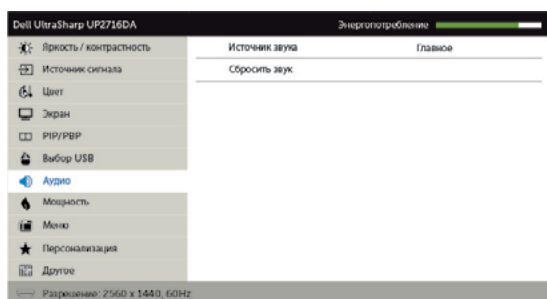 Dell UltraSharp UP2716DA
Энергопотребление
Яркость / контрастность
Источник звука
Главное
Источник сигнала
Сбросить звук
Цвет
Экран
PIP/PBP
Выбор USB
Аудио
Мощность
Меню
Персонализация
Другое
Разрешение: 2560 x 1440, 60Hz